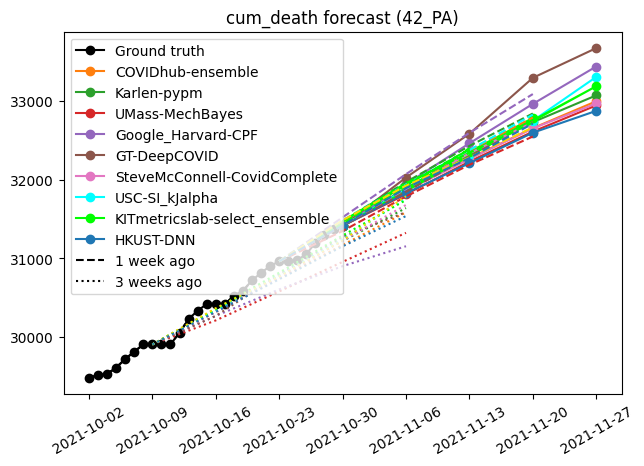 cum_death forecast (42_PA)
Ground truth
COVIDhub-ensemble
Karlen-pypm
UMass-MechBayes
Google_Harvard-CPF
GT-DeepCOVID
SteveMcConnell-CovidComplete
USC-SI_kJalpha
KITmetricslab-select_ensemble
HKUST-DNN
1 week ago
3 weeks ago
33000
32000
31000
30000
2021-10-02
2021-10-09
2021-10-16
2021-10-23
2021-10-30
2021-11-06
2021-11-13
2021-11-20
2021-11-27